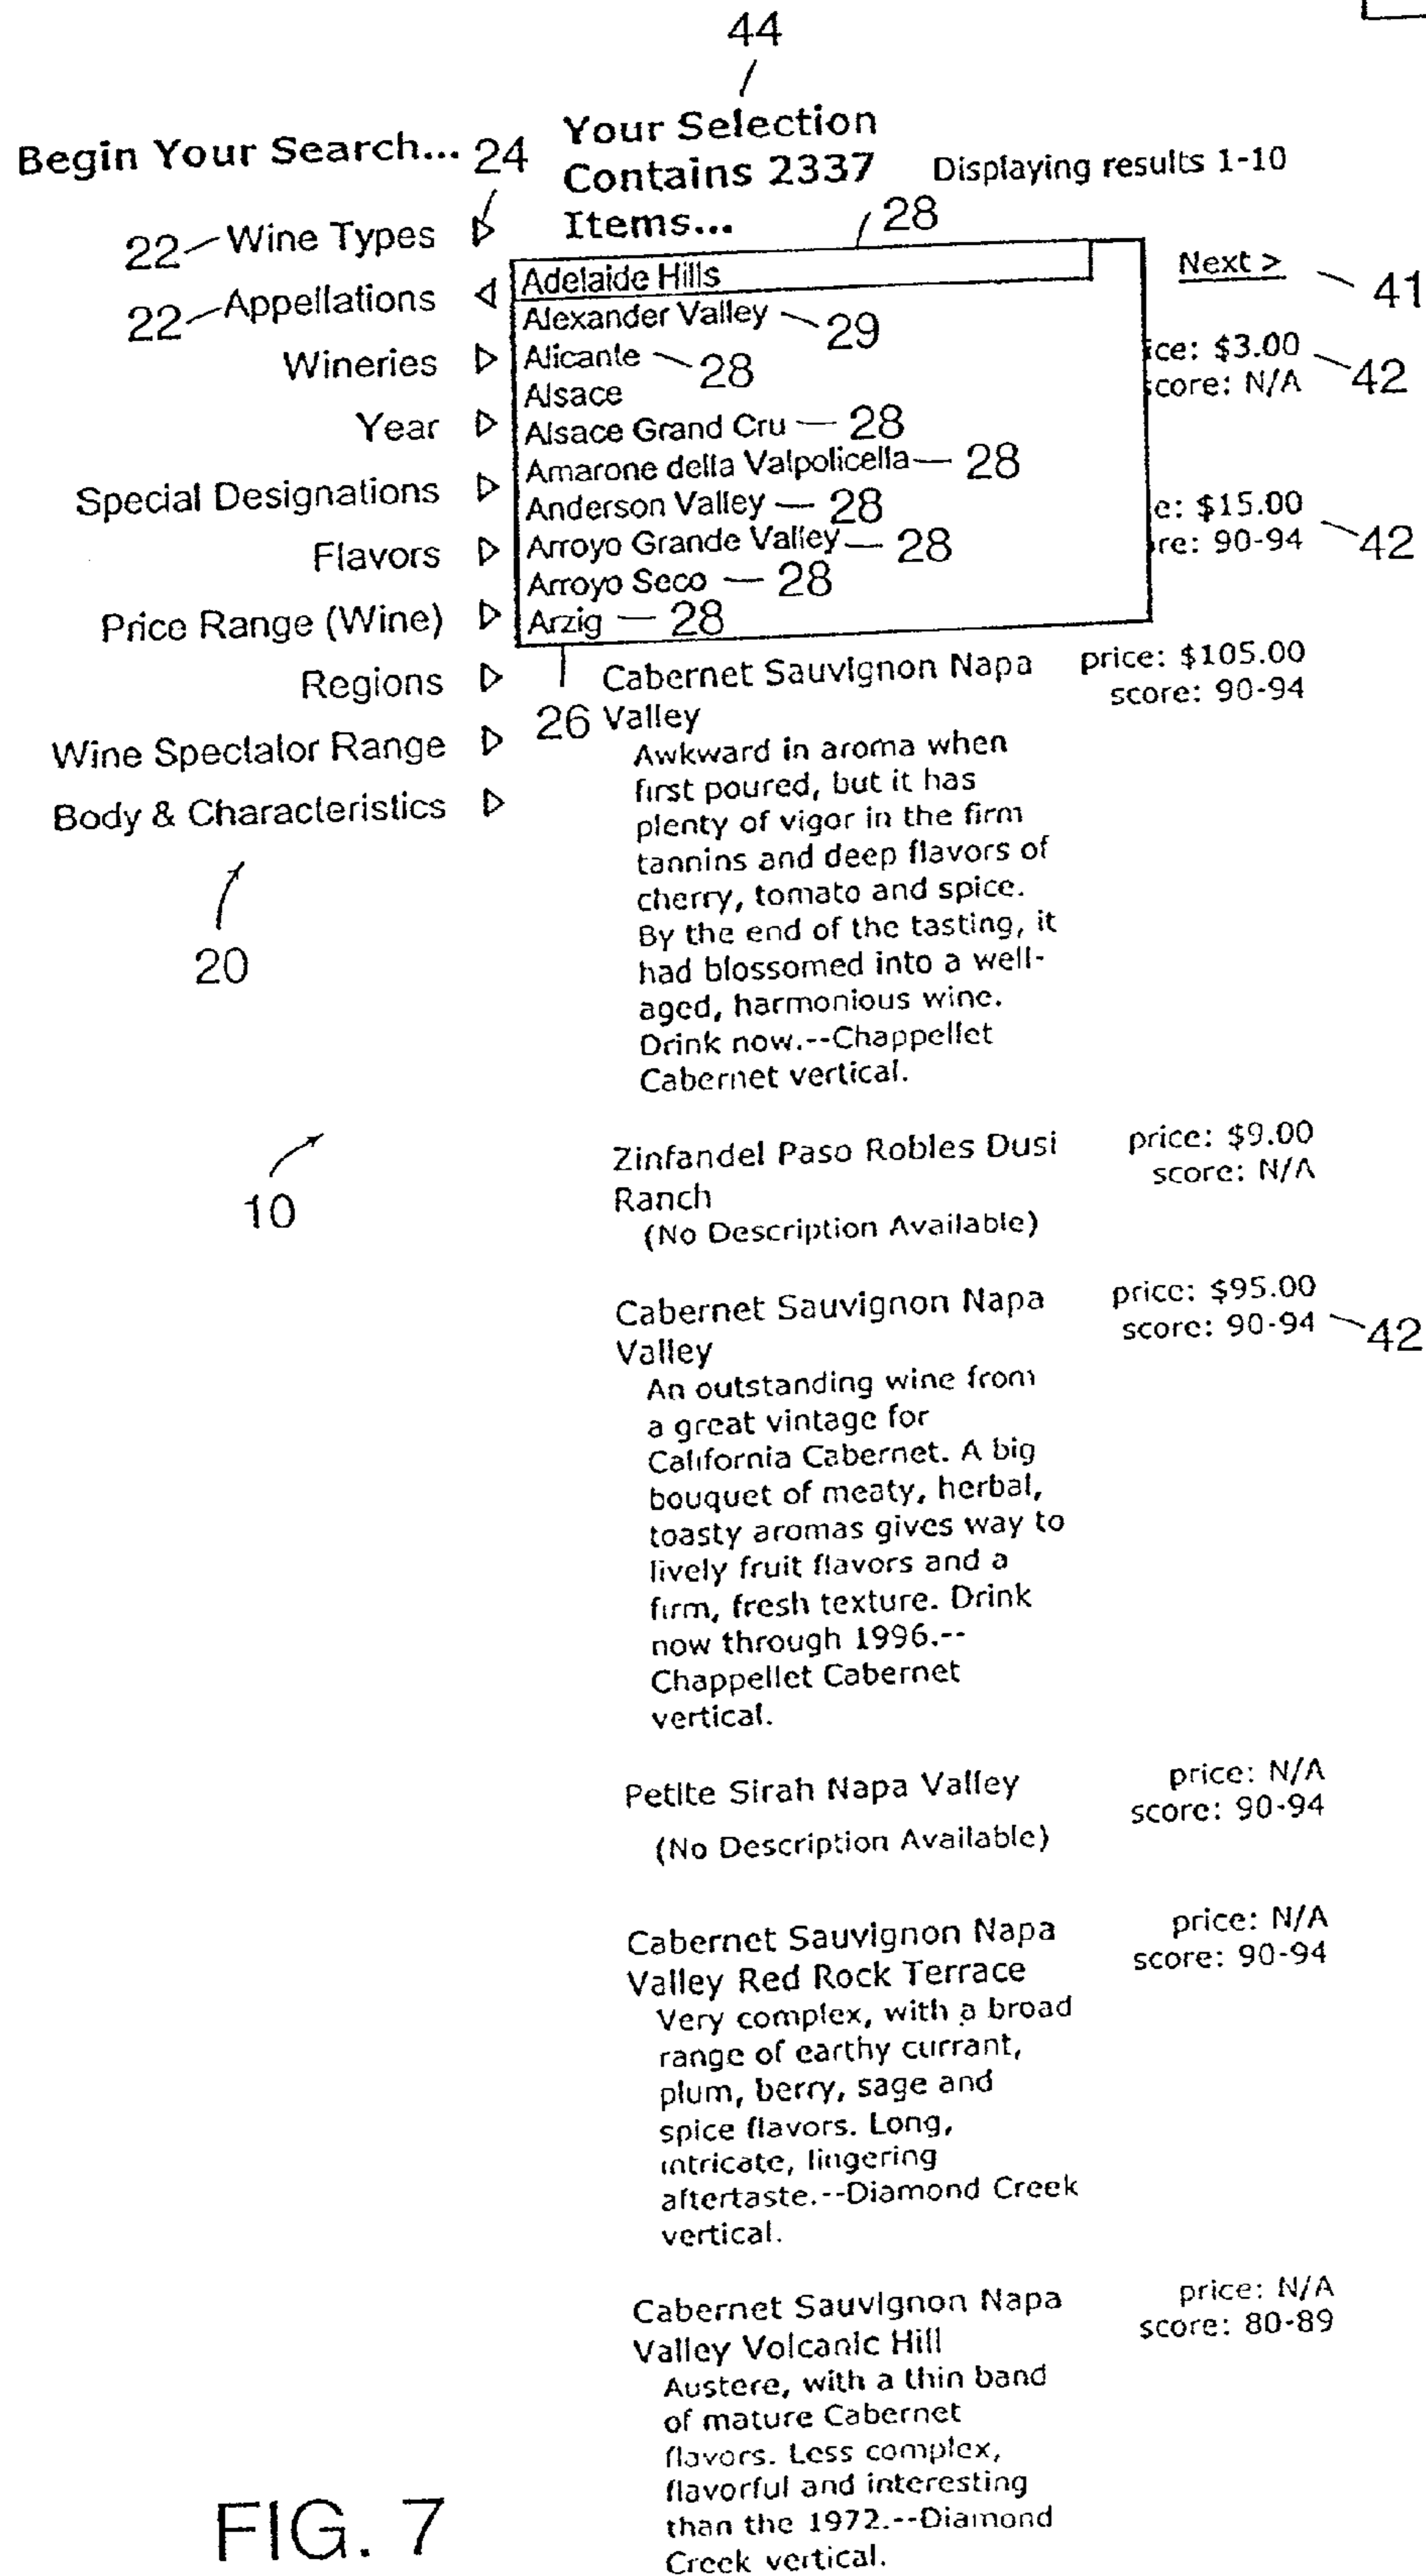 44
Begin Your Search... 24
Your Selection
Contains 2337
Items...
Displaying results 1-10
28
22 Wine Types
22 Appellations
Wineries
Year
Special Designations
Flavors
Price Range (Wine)
Regions
Wine Spectator Range
Body & Characteristics
20
10
Adelaide Hills
Alexander Valley 29
Alicante 28
Alsace
Alsace Grand Cru 28
Amarone della Valpolicella 28
Anderson Valley 28
Arroyo Grande Valley 28
Arroyo Seco 28
Arzig 28
26
Next > 41
ce: $3.00
core: N/A 42
e: $15.00
re: 90-94 42
Cabernet Sauvignon Napa
Valley
price: $105.00
score: 90-94
Awkward in aroma when
first poured, but it has
plenty of vigor in the firm
tannins and deep flavors of
cherry, tomato and spice.
By the end of the tasting, it
had blossomed into a well-
aged, harmonious wine.
Drink now.--Chappellet
Cabernet vertical.
Zinfandel Paso Robles Dusi
Ranch
price: $9.00
score: N/A
(No Description Available)
Cabernet Sauvignon Napa
Valley
price: $95.00
score: 90-94 42
An outstanding wine from
a great vintage for
California Cabernet. A big
bouquet of meaty, herbal,
toasty aromas gives way to
lively fruit flavors and a
firm, fresh texture. Drink
now through 1996.--
Chappellet Cabernet
vertical.
Petite Sirah Napa Valley
price: N/A
score: 90-94
(No Description Available)
Cabernet Sauvignon Napa
Valley Red Rock Terrace
price: N/A
score: 90-94
Very complex, with a broad
range of earthy currant,
plum, berry, sage and
spice flavors. Long,
intricate, lingering
aftertaste.--Diamond Creek
vertical.
Cabernet Sauvignon Napa
Valley Volcanic Hill
price: N/A
score: 80-89
Austere, with a thin band
of mature Cabernet
flavors. Less complex,
flavorful and interesting
than the 1972.--Diamond
Creek vertical.
FIG. 7